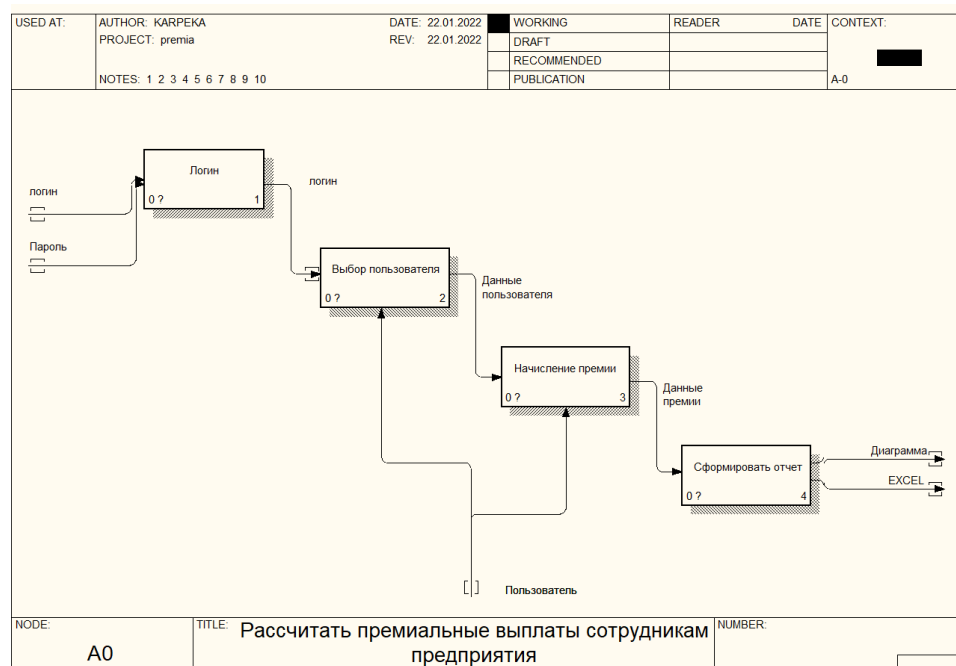 USED AT:
AUTHOR: KARPEKA
DATE: 22.01.2022
WORKING
READER
DATE
CONTEXT:
PROJECT: premia
REV: 22.01.2022
DRAFT
RECOMMENDED
NOTES: 1 2 3 4 5 6 7 8 9 10
PUBLICATION
A-0
Логин
0 ?
1
логин
логин
Пароль
Выбор пользователя
0 ?
2
Данные
пользователя
Начисление премии
0 ?
3
Данные
премии
Сформировать отчет
0 ?
4
Диаграмма
EXCEL
Пользователь
NODE:
A0
TITLE:
Рассчитать премиальные выплаты сотрудникам
предприятия
NUMBER: